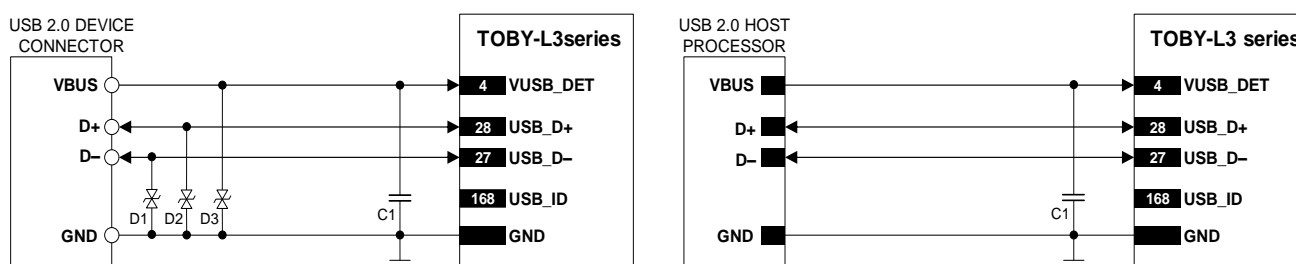 USB 2.0 DEVICE
CONNECTOR
TOBY-L3series
VBUS
4 VUSB_DET
D+
28 USB_D+
D–
27 USB_D–
168 USB_ID
D1 D2 D3
C1
GND
GND
USB 2.0 HOST
PROCESSOR
TOBY-L3 series
VBUS
4 VUSB_DET
D+
28 USB_D+
D–
27 USB_D–
168 USB_ID
C1
GND
GND